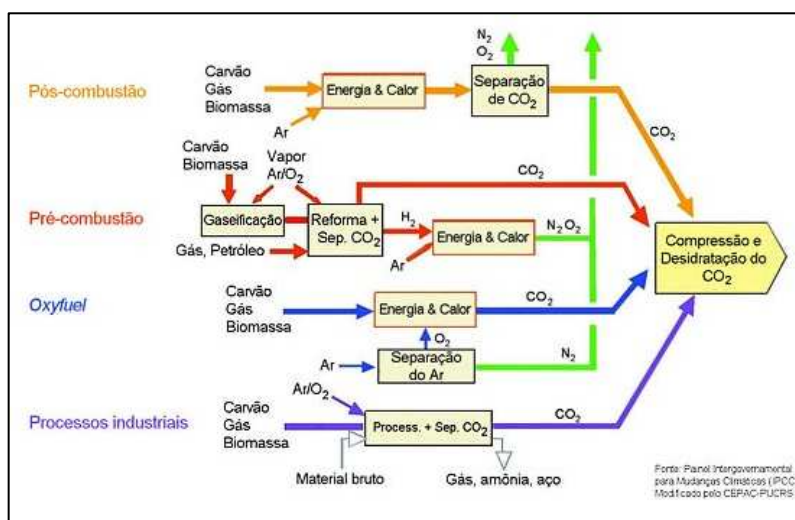 N₂
O₂
Pós-combustão
Carvão
Gás
Biomassa
Ar
Energia & Calor
Separação
de CO₂
CO₂
Pré-combustão
Carvão
Biomassa
Vapor
Ar/O₂
Gaseificação
Gás, Petróleo
Reforma +
Sep. CO₂
CO₂
H₂
Ar
Energia & Calor
N₂ O₂
Compressão e
Desidratação do
CO₂
Oxyfuel
Carvão
Gás
Biomassa
Energia & Calor
CO₂
O₂
Ar
Separação
do Ar
N₂
Processos industriais
Carvão
Gás
Biomassa
Ar/O₂
Process. + Sep. CO₂
CO₂
Material bruto
Gás, amônia, aço
Fonte: Painel Intergovernamental
para Mudanças Climáticas (IPCC
Modificado pelo CEPAC-PUCRS